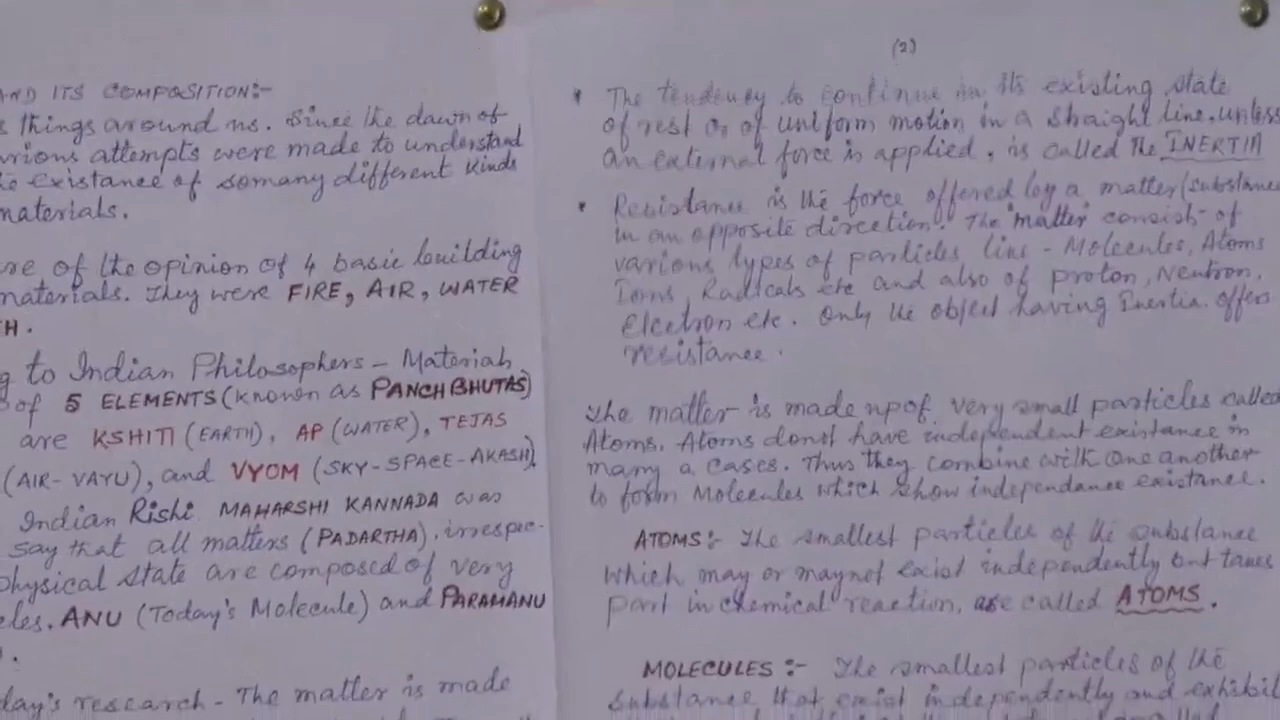 AND ITS COMPOSITION:-
things around us. Since the dawn of
various attempts were made to understand
existance of somany different kinds
materials.
re of the opinion of 4 basic building
materials. They were FIRE, AIR, WATER
H.
g to Indian Philosophers - Materials
of 5 ELEMENTS (known as PANCH BHUTAS)
are KSHITI (EARTH), AP (WATER), TEJAS
(AIR-VAYU), and VYOM (SKY-SPACE-AKASH)
Indian Rishi MAHARSHI KANNADA was
say that all matters (PADARTHA), irrespec-
physical state are composed of very
cles, ANU (Today's Molecule) and PARAMANU
day's research - The matter is made
(2)
* The tendency to continue in its existing state
of rest or of uniform motion in a straight line, unless
an external force is applied, is called the INERTIA
* Resistance is the force offered by a matter (substance
in an opposite direction. The "matter" consist of
various types of particles like - Molecules, Atoms
Ions, Radicals etc and also of proton, Neutron,
Electron etc. Only the object having Inertia offers
resistance.
The matter is made up of very small particles called
Atoms. Atoms donot have independent existance in
many a cases. Thus they combine with one another
to form Molecules which show independance existance.
ATOMS:- The smallest particles of the substance
which may or maynot exist independently but takes
part in chemical reaction, are called ATOMS.
MOLECULES:- The smallest particles of the
substance that exist independently and exhibit